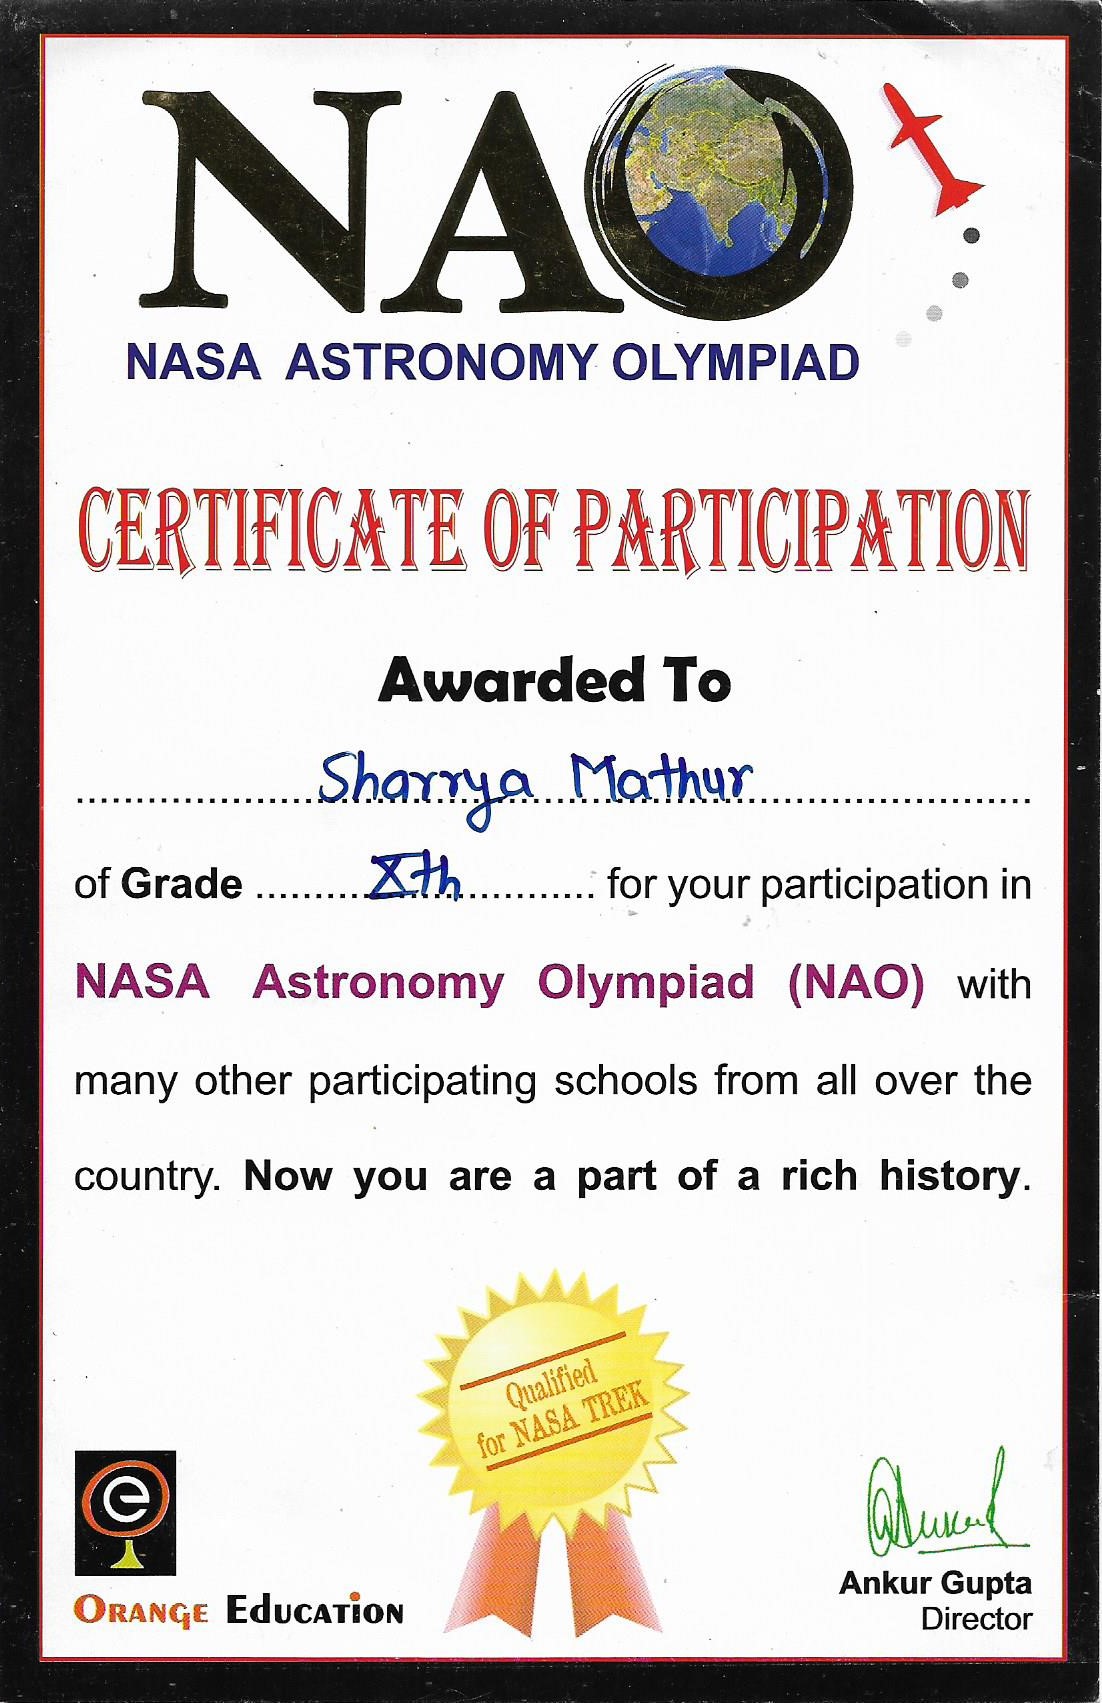 NAO
NASA ASTRONOMY OLYMPIAD
CERTIFICATE OF PARTICIPATION
Awarded To
Sharrya Mathur
of Grade Xth for your participation in
NASA Astronomy Olympiad (NAO) with
many other participating schools from all over the
country. Now you are a part of a rich history.
Qualified
for NASA TREK
e
ORANGE EdUCATiON
Ankur Gupta
Director